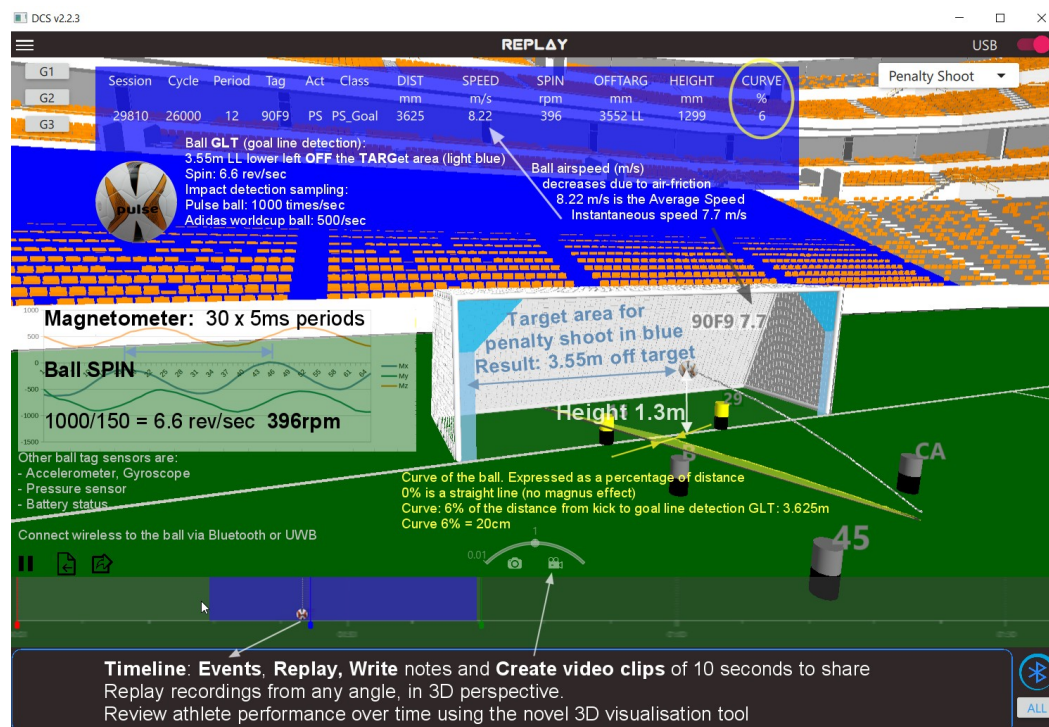 DCS v2.2.3
REPLAY
USB
G1
G2
G3
Session Cycle Period Tag Act Class DIST SPEED SPIN OFFTARG HEIGHT CURVE
mm m/s rpm mm mm %
29810 26000 12 90F9 PS PS_Goal 3625 8.22 396 3552 LL 1299 6
Penalty Shoot
Ball GLT (goal line detection):
3.55m LL lower left OFF the TARGet area (light blue)
Spin: 6.6 rev/sec
Impact detection sampling:
Pulse ball: 1000 times/sec
Adidas worldcup ball: 500/sec
pulse
Ball airspeed (m/s)
decreases due to air-friction
8.22 m/s is the Average Speed
Instantaneous speed 7.7 m/s
Magnetometer: 30 x 5ms periods
1000
500
0
-500
-1000
-1500
Ball SPIN
Mx
My
Mz
1000/150 = 6.6 rev/sec 396rpm
Target area for
penalty shoot in blue
Result: 3.55m off target
90F9 7.7
Height 1.3m
29
B
CA
45
Other ball tag sensors are:
- Accelerometer, Gyroscope
- Pressure sensor
- Battery status
Connect wireless to the ball via Bluetooth or UWB
Curve of the ball. Expressed as a percentage of distance
0% is a straight line (no magnus effect)
Curve: 6% of the distance from kick to goal line detection GLT: 3.625m
Curve 6% = 20cm
1
0.01
Timeline: Events, Replay, Write notes and Create video clips of 10 seconds to share
Replay recordings from any angle, in 3D perspective.
Review athlete performance over time using the novel 3D visualisation tool
ALL